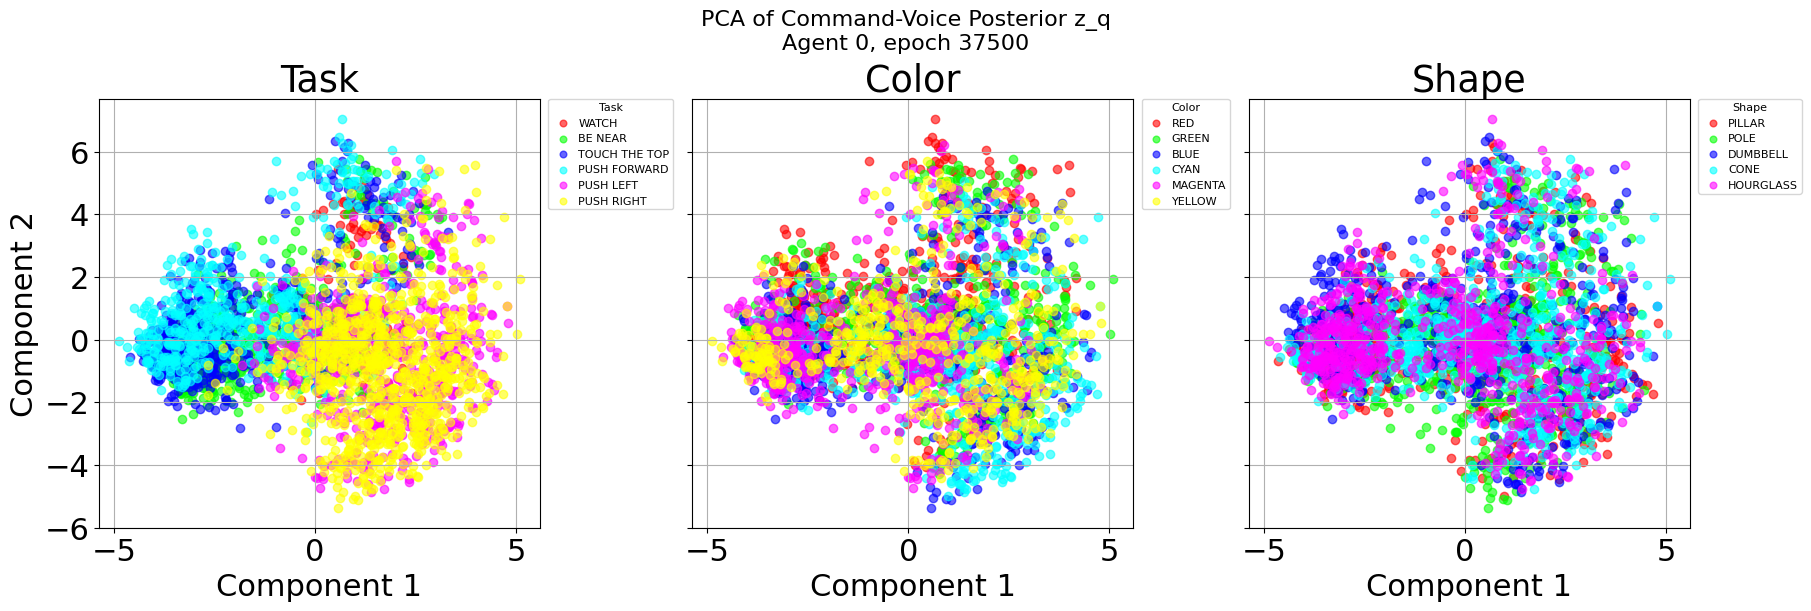 PCA of Command-Voice Posterior z_q
Agent 0, epoch 37500
Task
Component 2
6
4
2
0
−2
−4
−6
−5
0
5
Component 1
Task
WATCH
BE NEAR
TOUCH THE TOP
PUSH FORWARD
PUSH LEFT
PUSH RIGHT
Color
−5
0
5
Component 1
Color
RED
GREEN
BLUE
CYAN
MAGENTA
YELLOW
Shape
−5
0
5
Component 1
Shape
PILLAR
POLE
DUMBBELL
CONE
HOURGLASS